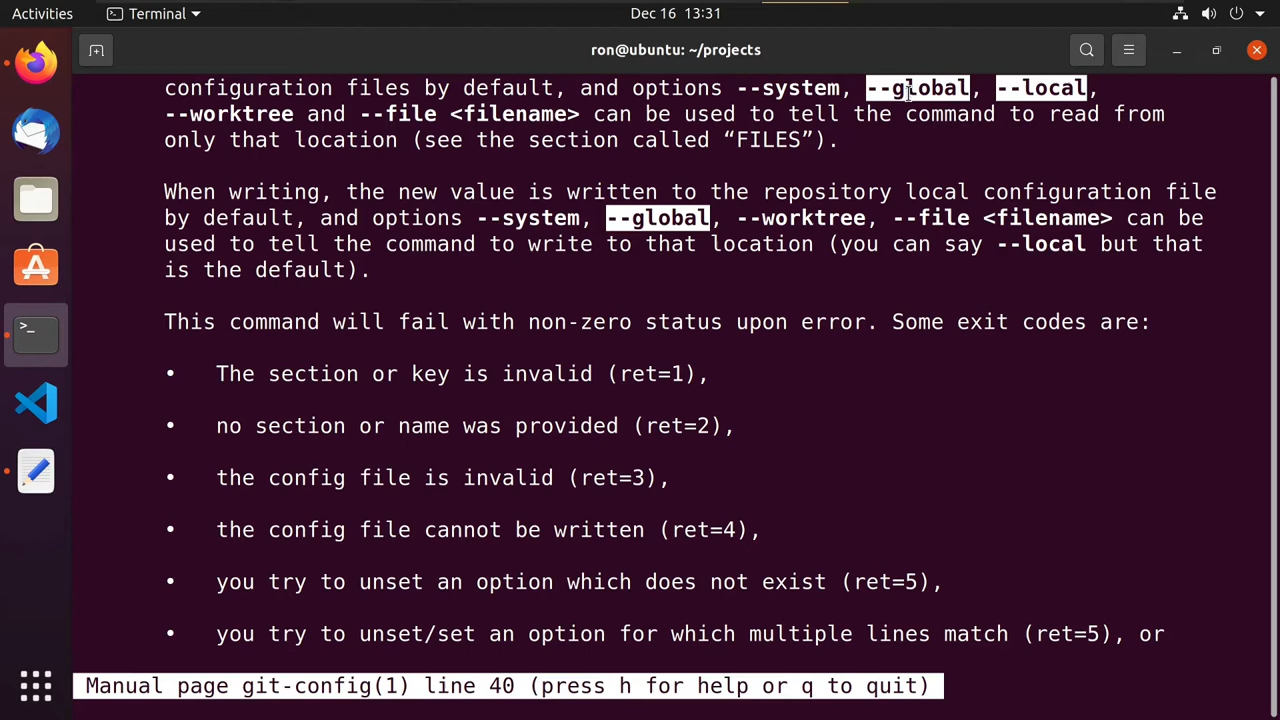 Activities
Terminal
Dec 16 13:31
ron@ubuntu: ~/projects
configuration files by default, and options --system, --global, --local,
--worktree and --file <filename> can be used to tell the command to read from
only that location (see the section called “FILES”).
When writing, the new value is written to the repository local configuration file
by default, and options --system, --global, --worktree, --file <filename> can be
used to tell the command to write to that location (you can say --local but that
is the default).
This command will fail with non-zero status upon error. Some exit codes are:
• The section or key is invalid (ret=1),
• no section or name was provided (ret=2),
• the config file is invalid (ret=3),
• the config file cannot be written (ret=4),
• you try to unset an option which does not exist (ret=5),
• you try to unset/set an option for which multiple lines match (ret=5), or
Manual page git-config(1) line 40 (press h for help or q to quit)